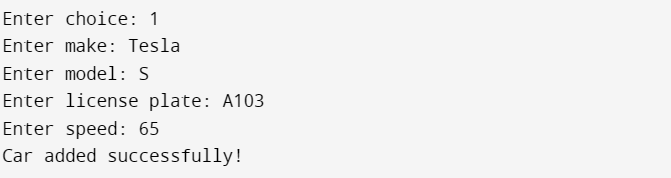 Enter choice: 1
Enter make: Tesla
Enter model: S
Enter license plate: A103
Enter speed: 65
Car added successfully!